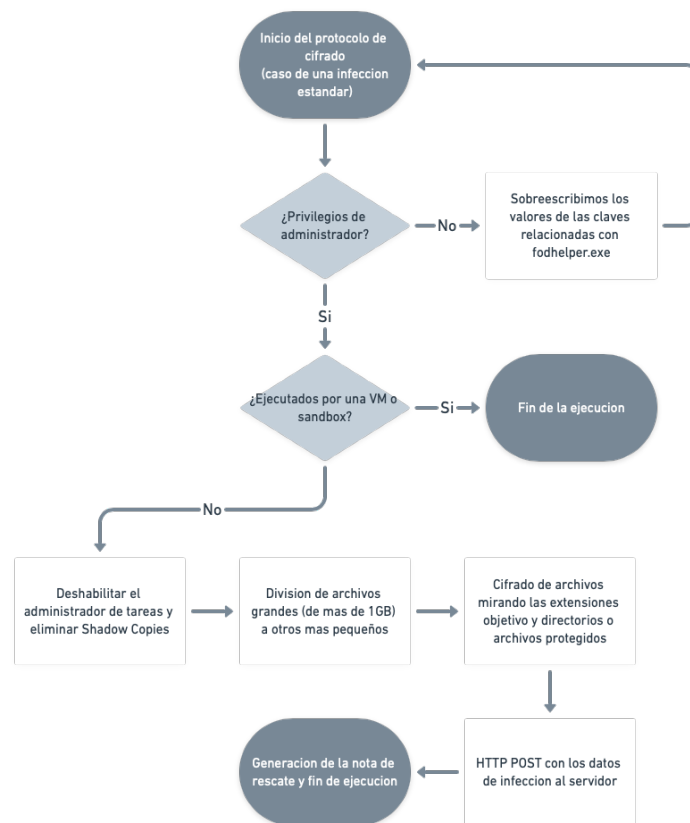 Inicio del protocolo de
cifrado
(caso de una infeccion
estandar)
¿Privilegios de
administrador?
No
Sobreescribimos los
valores de las claves
relacionadas con
fodhelper.exe
Si
¿Ejecutados por una VM o
sandbox?
Si
Fin de la ejecucion
No
Deshabilitar el
administrador de tareas y
eliminar Shadow Copies
Division de archivos
grandes (de mas de 1GB)
a otros mas pequeños
Cifrado de archivos
mirando las extensiones
objetivo y directorios o
archivos protegidos
HTTP POST con los datos
de infeccion al servidor
Generacion de la nota de
rescate y fin de ejecucion